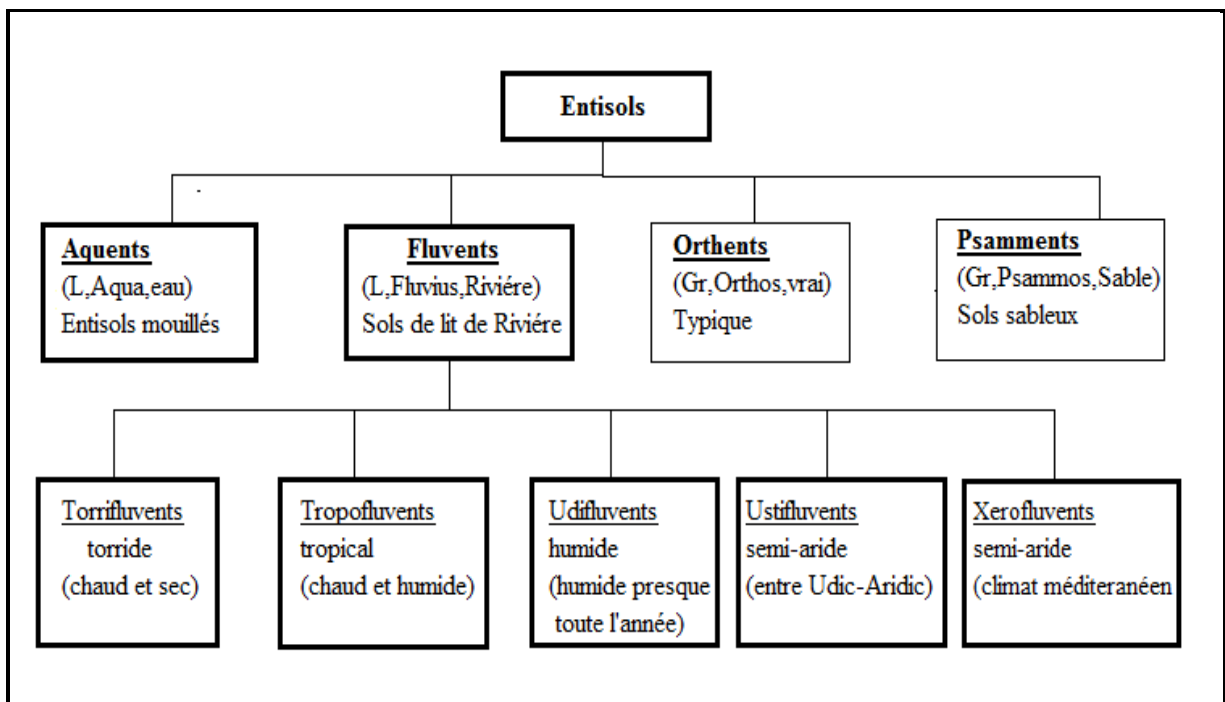 Entisols
Aquents
(L,Aqua,eau)
Entisols mouillés
Fluvents
(L,Fluvius,Riviére)
Sols de lit de Riviére
Orthents
(Gr,Orthos,vrai)
Typique
Psamments
(Gr,Psammos,Sable)
Sols sableux
Torrifluvents
torride
(chaud et sec)
Tropofluvents
tropical
(chaud et humide)
Udifluvents
humide
(humide presque
toute l'année)
Ustifluvents
semi-aride
(entre Udic-Aridic)
Xerofluvents
semi-aride
(climat méditeranéen